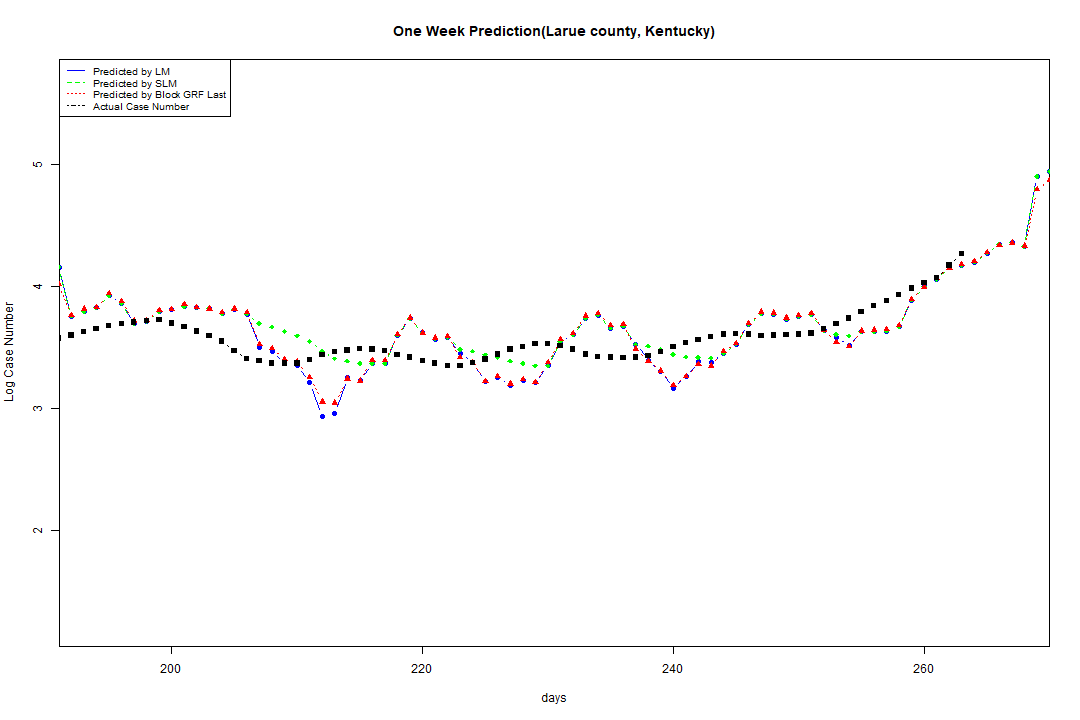 One Week Prediction(Larue county, Kentucky)
Predicted by LM
Predicted by SLM
Predicted by Block GRF Last
Actual Case Number
5
4
3
2
Log Case Number
200 220 240 260
days